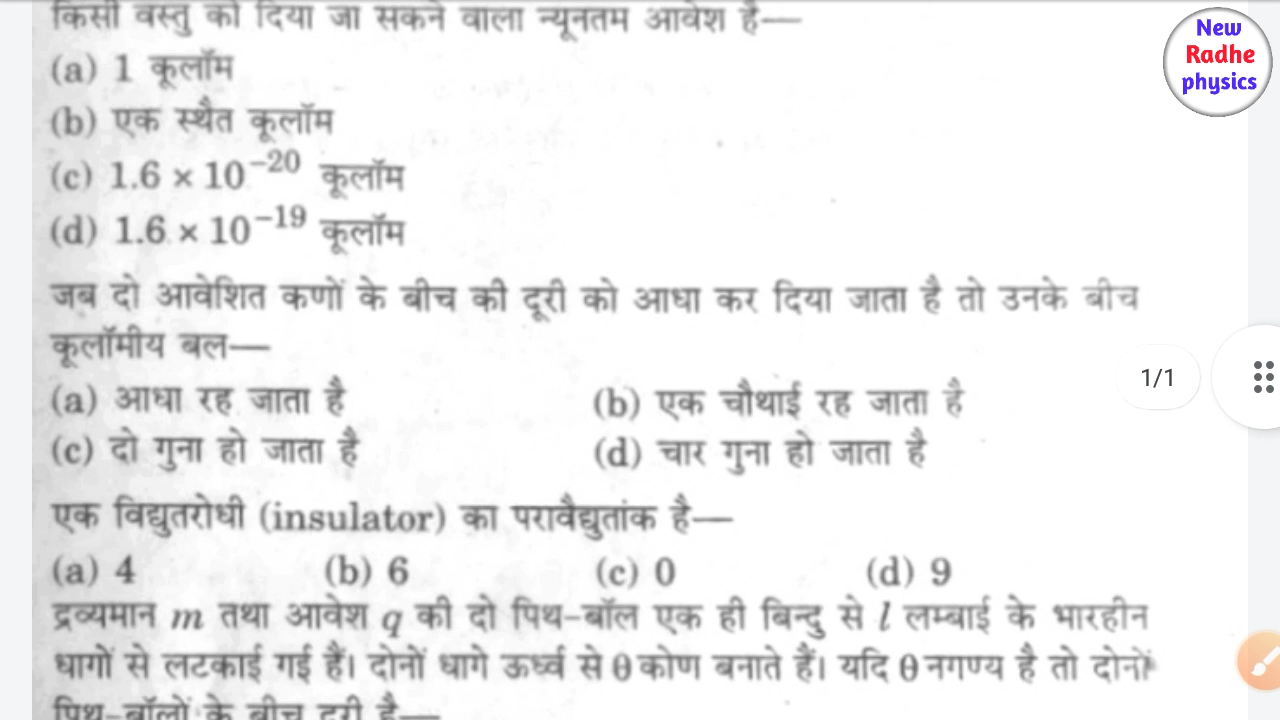 किसी वस्तु को दिया जा सकने वाला न्यूनतम आवेश है—
New
Radhe
physics
(a) 1 कूलॉम
(b) एक स्थैत कूलॉम
(c) 1.6 × 10⁻²⁰ कूलॉम
(d) 1.6 × 10⁻¹⁹ कूलॉम
जब दो आवेशित कणों के बीच की दूरी को आधा कर दिया जाता है तो उनके बीच
कूलॉमीय बल—
1/1
(a) आधा रह जाता है (b) एक चौथाई रह जाता है
(c) दो गुना हो जाता है (d) चार गुना हो जाता है
एक विद्युतरोधी (insulator) का परावैद्युतांक है—
(a) 4 (b) 6 (c) 0 (d) 9
द्रव्यमान m तथा आवेश q की दो पिथ-बॉल एक ही बिन्दु से l लम्बाई के भारहीन
धागों से लटकाई गई हैं। दोनों धागे ऊर्ध्व से θ कोण बनाते हैं। यदि θ नगण्य है तो दोनों
पिथ-बॉलों के बीच दूरी है—